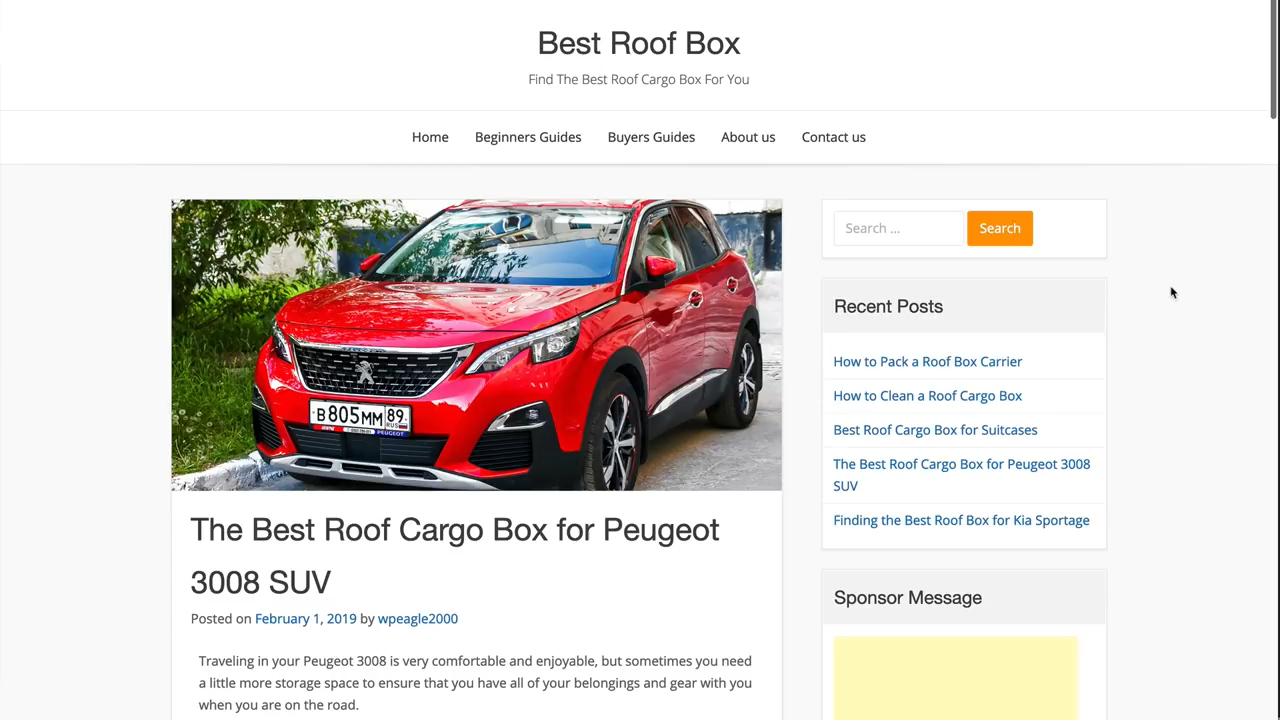 Best Roof Box
Find The Best Roof Cargo Box For You
Home Beginners Guides Buyers Guides About us Contact us
Search ... Search
Recent Posts
How to Pack a Roof Box Carrier
How to Clean a Roof Cargo Box
Best Roof Cargo Box for Suitcases
The Best Roof Cargo Box for Peugeot 3008
SUV
Finding the Best Roof Box for Kia Sportage
Sponsor Message
В805ММ 89
RUS
PEUGEOT
The Best Roof Cargo Box for Peugeot
3008 SUV
Posted on February 1, 2019 by wpeagle2000
Traveling in your Peugeot 3008 is very comfortable and enjoyable, but sometimes you need
a little more storage space to ensure that you have all of your belongings and gear with you
when you are on the road.